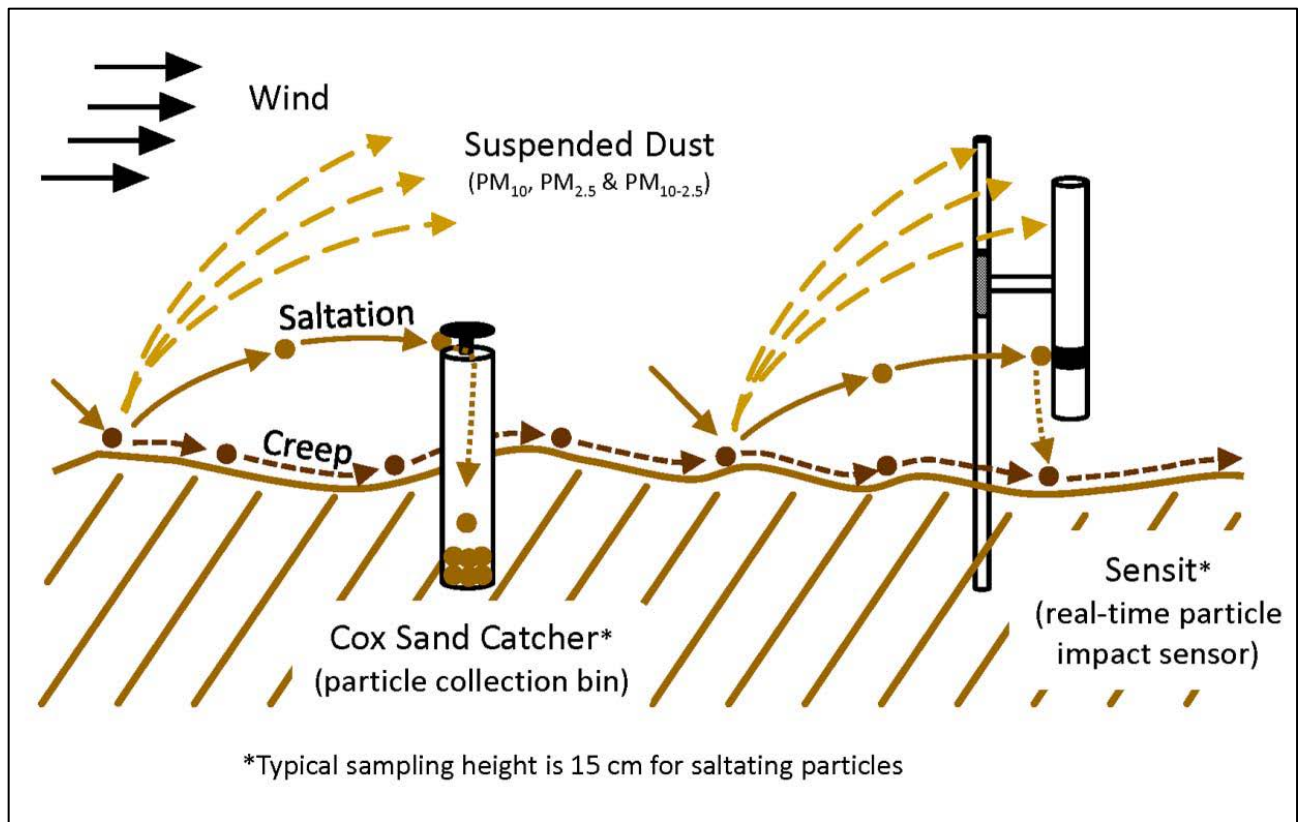 Wind
Suspended Dust
(PM₁₀, PM₂.₅ & PM₁₀₋₂.₅)
Saltation
Creep
Cox Sand Catcher*
(particle collection bin)
Sensit*
(real-time particle
impact sensor)
*Typical sampling height is 15 cm for saltating particles